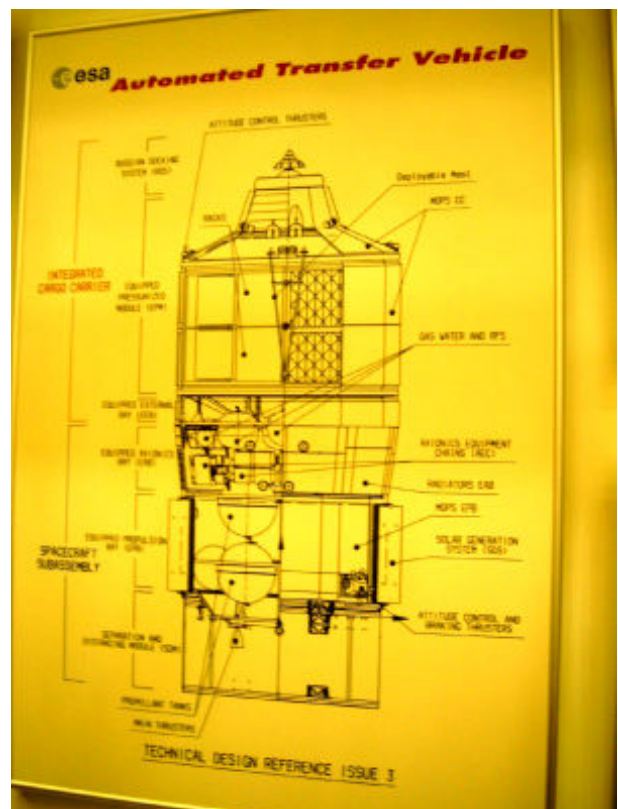 esa
Automated Transfer Vehicle
ATTITUDE CONTROL THRUSTERS
RUSSIAN DOCKING
SYSTEM (RDS)
Deployable Mast
MDPS CC
RACKS
INTEGRATED
CARGO CARRIER
EQUIPPED
PRESSURIZED
MODULE (EPM)
GAS WATER AND RFS
EQUIPPED EXTERNAL
BAY (EEB)
EQUIPPED AVIONICS
BAY (EAB)
AVIONICS EQUIPMENT
CHAINS (AEC)
RADIATORS EAB
MDPS EPB
EQUIPPED PROPULSION
BAY (EPB)
SOLAR GENERATION
SYSTEM (SGS)
SPACECRAFT
SUBASSEMBLY
ATTITUDE CONTROL AND
BRAKING THRUSTERS
SEPARATION AND
DISTANCING MODULE (SDM)
PROPELLANT TANKS
MAIN THRUSTERS
TECHNICAL DESIGN REFERENCE ISSUE 3